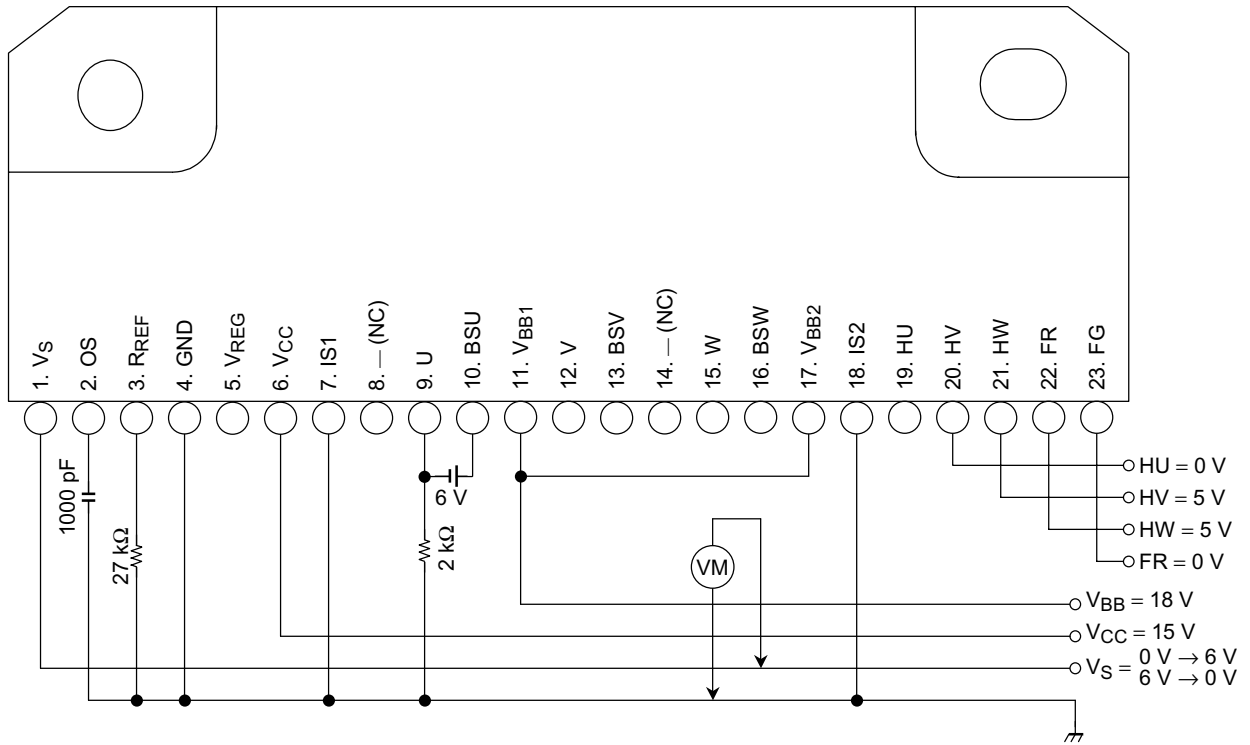 1. VS
2. OS
3. RREF
4. GND
5. VREG
6. VCC
7. IS1
8. — (NC)
9. U
10. BSU
11. VBB1
12. V
13. BSV
14. — (NC)
15. W
16. BSW
17. VBB2
18. IS2
19. HU
20. HV
21. HW
22. FR
23. FG
1000 pF
27 kΩ
6 V
2 kΩ
VM
HU = 0 V
HV = 5 V
HW = 5 V
FR = 0 V
VBB = 18 V
VCC = 15 V
VS = 0 V → 6 V
6 V → 0 V